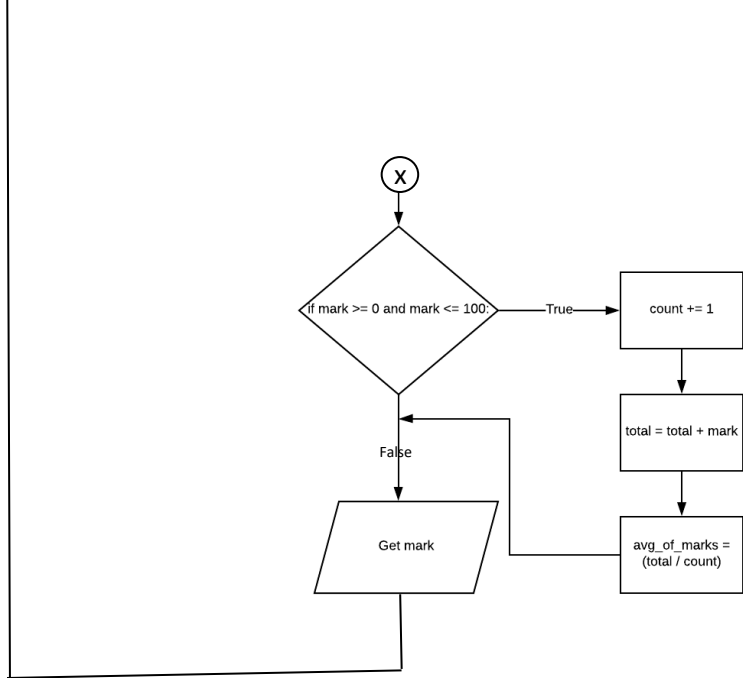 X
if mark >= 0 and mark <= 100:
True
count += 1
total = total + mark
False
Get mark
avg_of_marks =
(total / count)